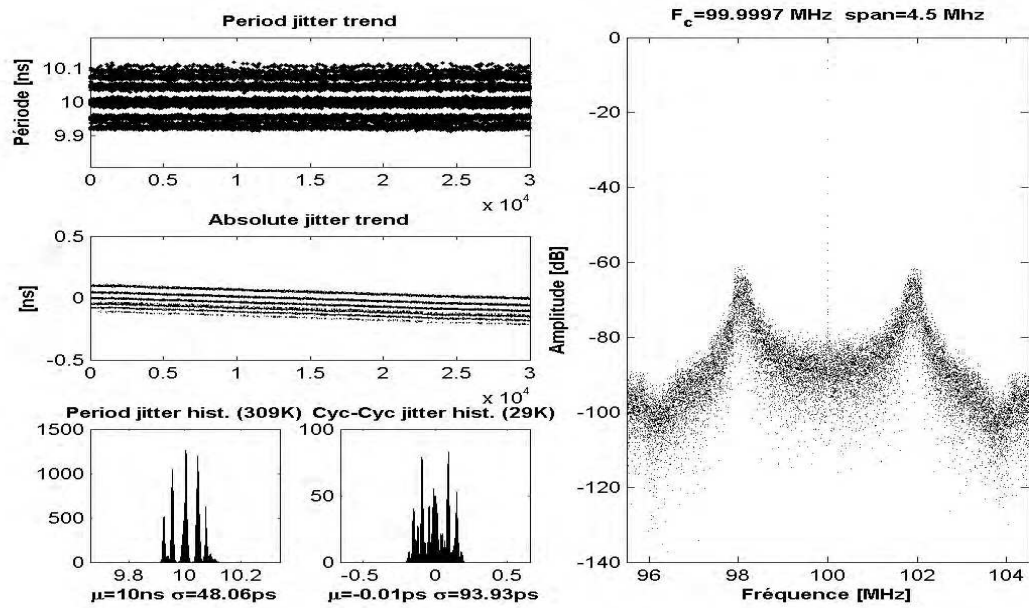 Period jitter trend
Période [ns]
10.1
10
9.9
0 0.5 1 1.5 2 2.5 3
x 10^4
Absolute jitter trend
[ns]
0.5
0
-0.5
0 0.5 1 1.5 2 2.5 3
x 10^4
Period jitter hist. (309K)
1500
1000
500
0
9.8 10 10.2
μ=10ns σ=48.06ps
Cyc-Cyc jitter hist. (29K)
100
50
0
-0.5 0 0.5
μ=-0.01ps σ=93.93ps
F_c=99.9997 MHz span=4.5 Mhz
Amplitude [dB]
0
-20
-40
-60
-80
-100
-120
-140
96 98 100 102 104
Fréquence [MHz]